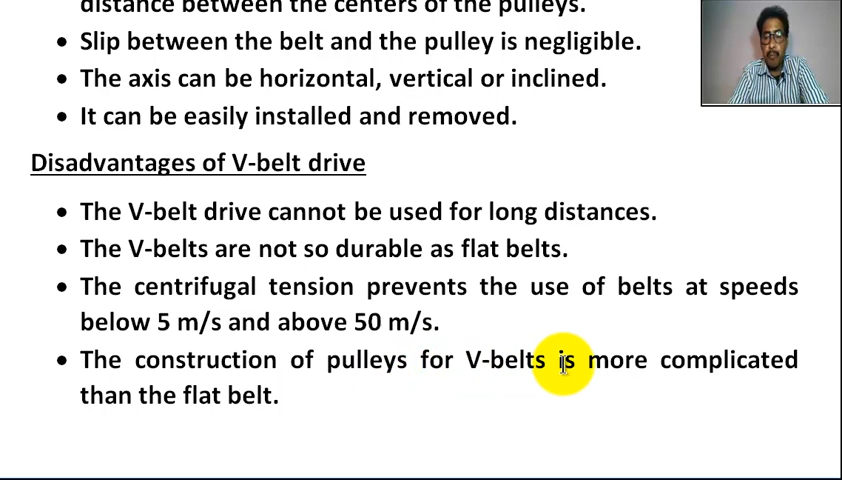 distance between the centers of the pulleys.
• Slip between the belt and the pulley is negligible.
• The axis can be horizontal, vertical or inclined.
• It can be easily installed and removed.
Disadvantages of V-belt drive
• The V-belt drive cannot be used for long distances.
• The V-belts are not so durable as flat belts.
• The centrifugal tension prevents the use of belts at speeds
below 5 m/s and above 50 m/s.
• The construction of pulleys for V-belts is more complicated
than the flat belt.